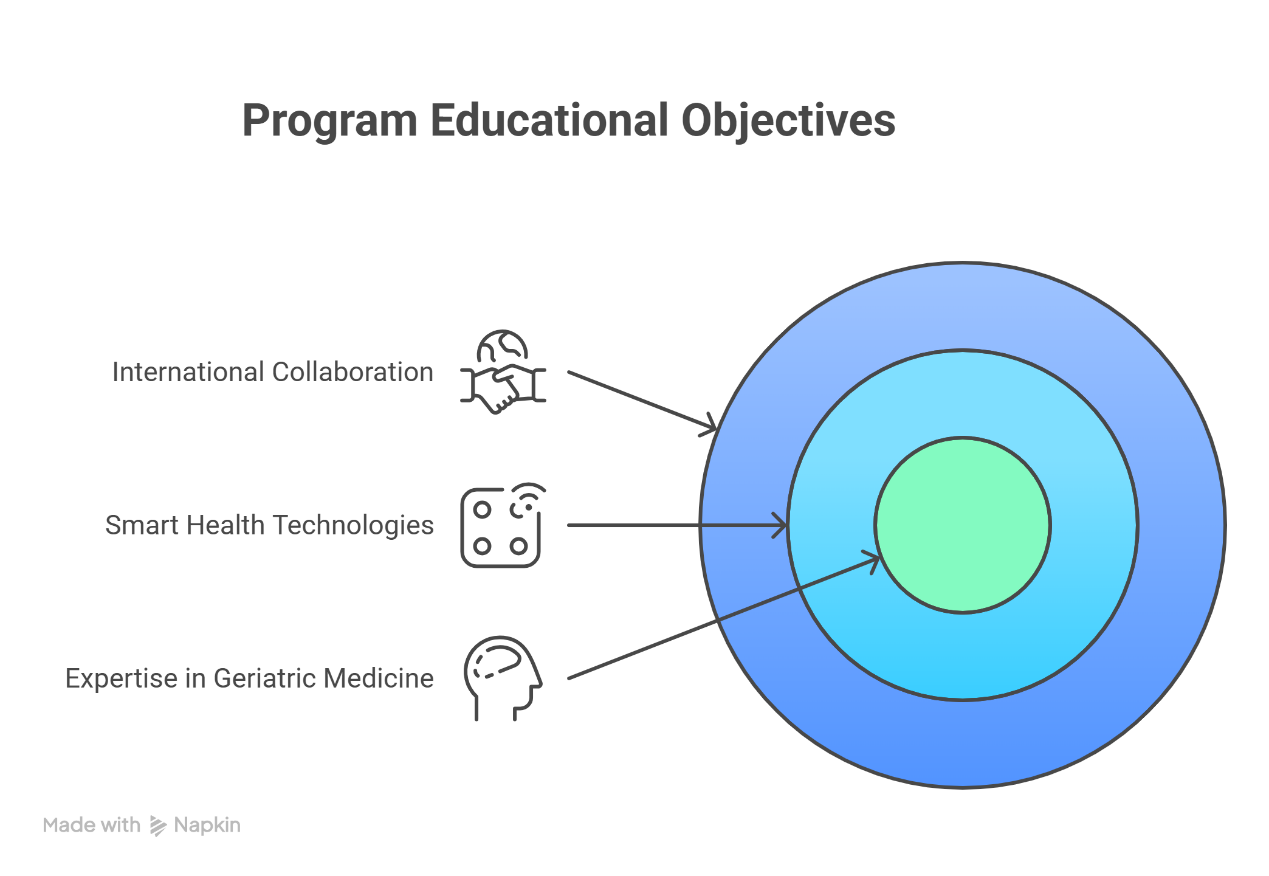 Program Educational Objectives
International Collaboration
Smart Health Technologies
Expertise in Geriatric Medicine
Made with Napkin